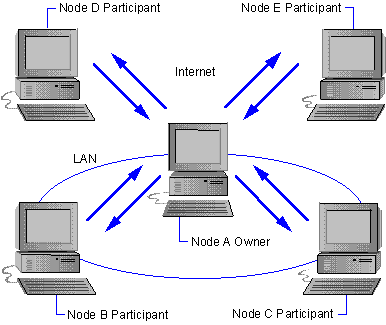 Node D Participant
Node E Participant
Internet
LAN
Node A Owner
Node B Participant
Node C Participant